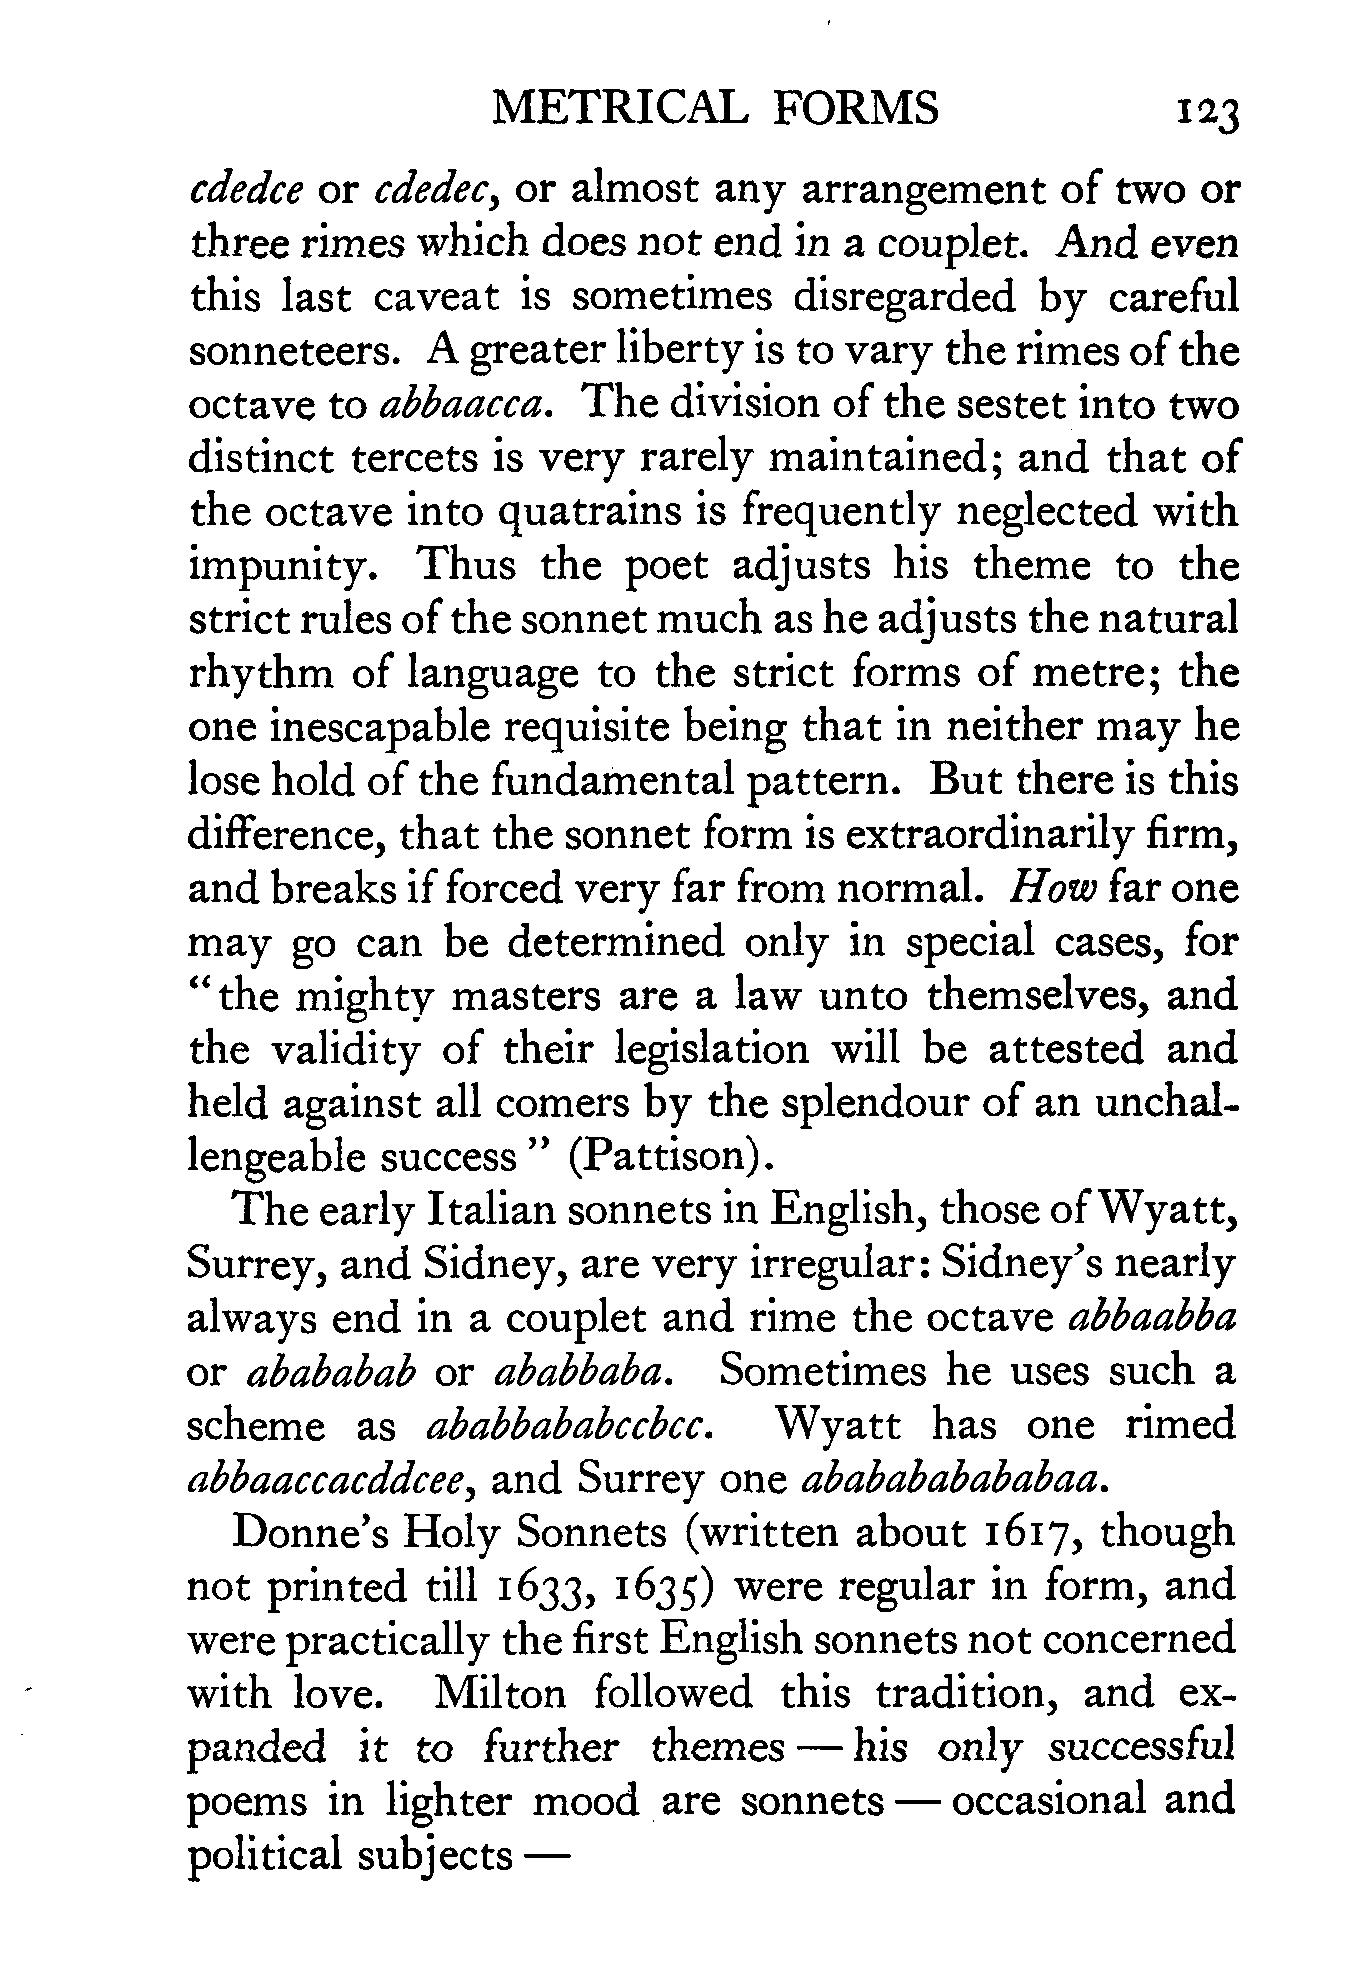 METRICAL FORMS 123
cdedce or cdedec, or almost any arrangement of two or
three rimes which does not end in a couplet. And even
this last caveat is sometimes disregarded by careful
sonneteers. A greater liberty is to vary the rimes of the
octave to abbaacca. The division of the sestet into two
distinct tercets is very rarely maintained; and that of
the octave into quatrains is frequently neglected with
impunity. Thus the poet adjusts his theme to the
strict rules of the sonnet much as he adjusts the natural
rhythm of language to the strict forms of metre; the
one inescapable requisite being that in neither may he
lose hold of the fundamental pattern. But there is this
difference, that the sonnet form is extraordinarily firm,
and breaks if forced very far from normal. How far one
may go can be determined only in special cases, for
"the mighty masters are a law unto themselves, and
the validity of their legislation will be attested and
held against all comers by the splendour of an unchal-
lengeable success" (Pattison).
The early Italian sonnets in English, those of Wyatt,
Surrey, and Sidney, are very irregular: Sidney's nearly
always end in a couplet and rime the octave abbaabba
or abababab or ababbaba. Sometimes he uses such a
scheme as ababbababccbcc. Wyatt has one rimed
abbaaccacddcee, and Surrey one ababababababaa.
Donne's Holy Sonnets (written about 1617, though
not printed till 1633, 1635) were regular in form, and
were practically the first English sonnets not concerned
with love. Milton followed this tradition, and ex-
panded it to further themes — his only successful
poems in lighter mood are sonnets — occasional and
political subjects —